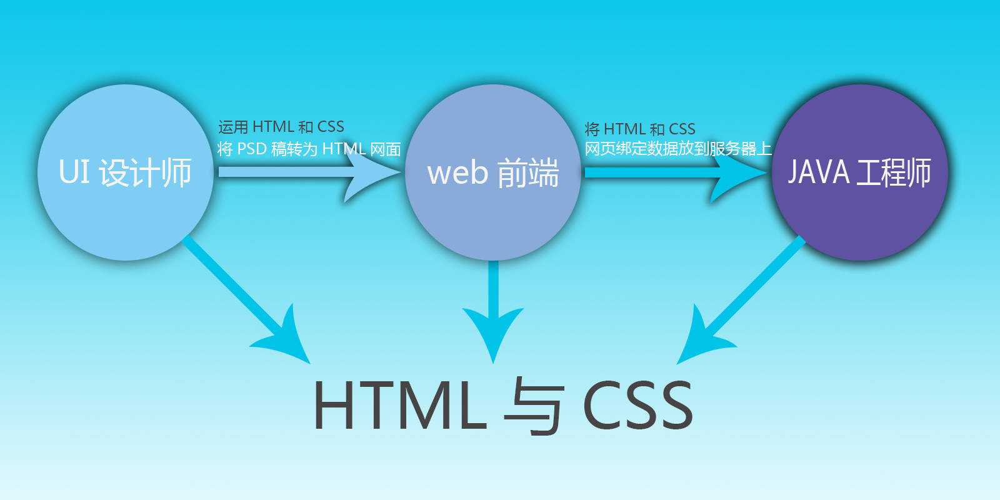 运用 HTML 和 CSS
将 PSD 稿转为 HTML 网面
将 HTML 和 CSS
网页绑定数据放到服务器上
UI 设计师
web 前端
JAVA 工程师
HTML 与 CSS